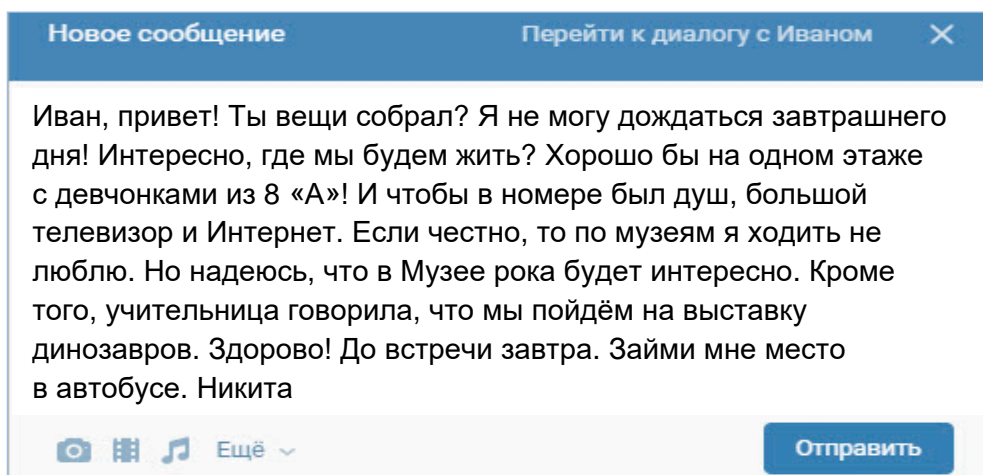 Новое сообщение Перейти к диалогу с Иваном
Иван, привет! Ты вещи собрал? Я не могу дождаться завтрашнего
дня! Интересно, где мы будем жить? Хорошо бы на одном этаже
с девчонками из 8 «А»! И чтобы в номере был душ, большой
телевизор и Интернет. Если честно, то по музеям я ходить не
люблю. Но надеюсь, что в Музее рока будет интересно. Кроме
того, учительница говорила, что мы пойдём на выставку
динозавров. Здорово! До встречи завтра. Займи мне место
в автобусе. Никита
Ещё Отправить